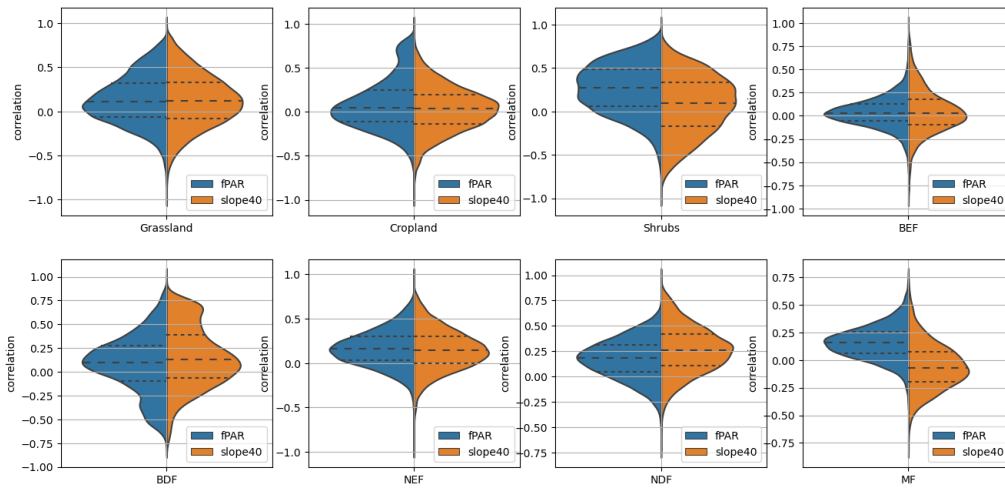 correlation
1.0
0.5
0.0
−0.5
−1.0
fPAR
slope40
Grassland
correlation
1.0
0.5
0.0
−0.5
−1.0
fPAR
slope40
Cropland
correlation
1.0
0.5
0.0
−0.5
−1.0
fPAR
slope40
Shrubs
correlation
1.00
0.75
0.50
0.25
0.00
−0.25
−0.50
−0.75
−1.00
fPAR
slope40
BEF
correlation
1.00
0.75
0.50
0.25
0.00
−0.25
−0.50
−0.75
−1.00
fPAR
slope40
BDF
correlation
1.0
0.5
0.0
−0.5
−1.0
fPAR
slope40
NEF
correlation
1.00
0.75
0.50
0.25
0.00
−0.25
−0.50
−0.75
fPAR
slope40
NDF
correlation
0.75
0.50
0.25
0.00
−0.25
−0.50
−0.75
fPAR
slope40
MF